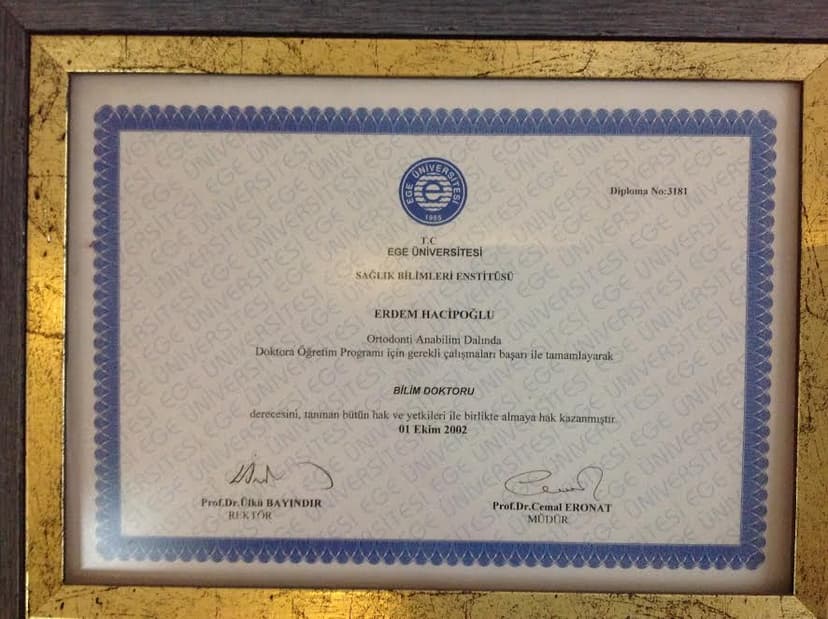 EGE ÜNİVERSİTESİ
1955
Diploma No:3181
T.C
EGE ÜNİVERSİTESİ
SAĞLIK BİLİMLERİ ENSTİTÜSÜ
ERDEM HACİPOĞLU
Ortodonti Anabilim Dalında
Doktora Öğretim Programı için gerekli çalışmaları başarı ile tamamlayarak
BİLİM DOKTORU
derecesini, tanınan bütün hak ve yetkileri ile birlikte almaya hak kazanmıştır.
01 Ekim 2002
Prof.Dr.Ülkü BAYINDIR
REKTÖR
Prof.Dr.Cemal ERONAT
MÜDÜR